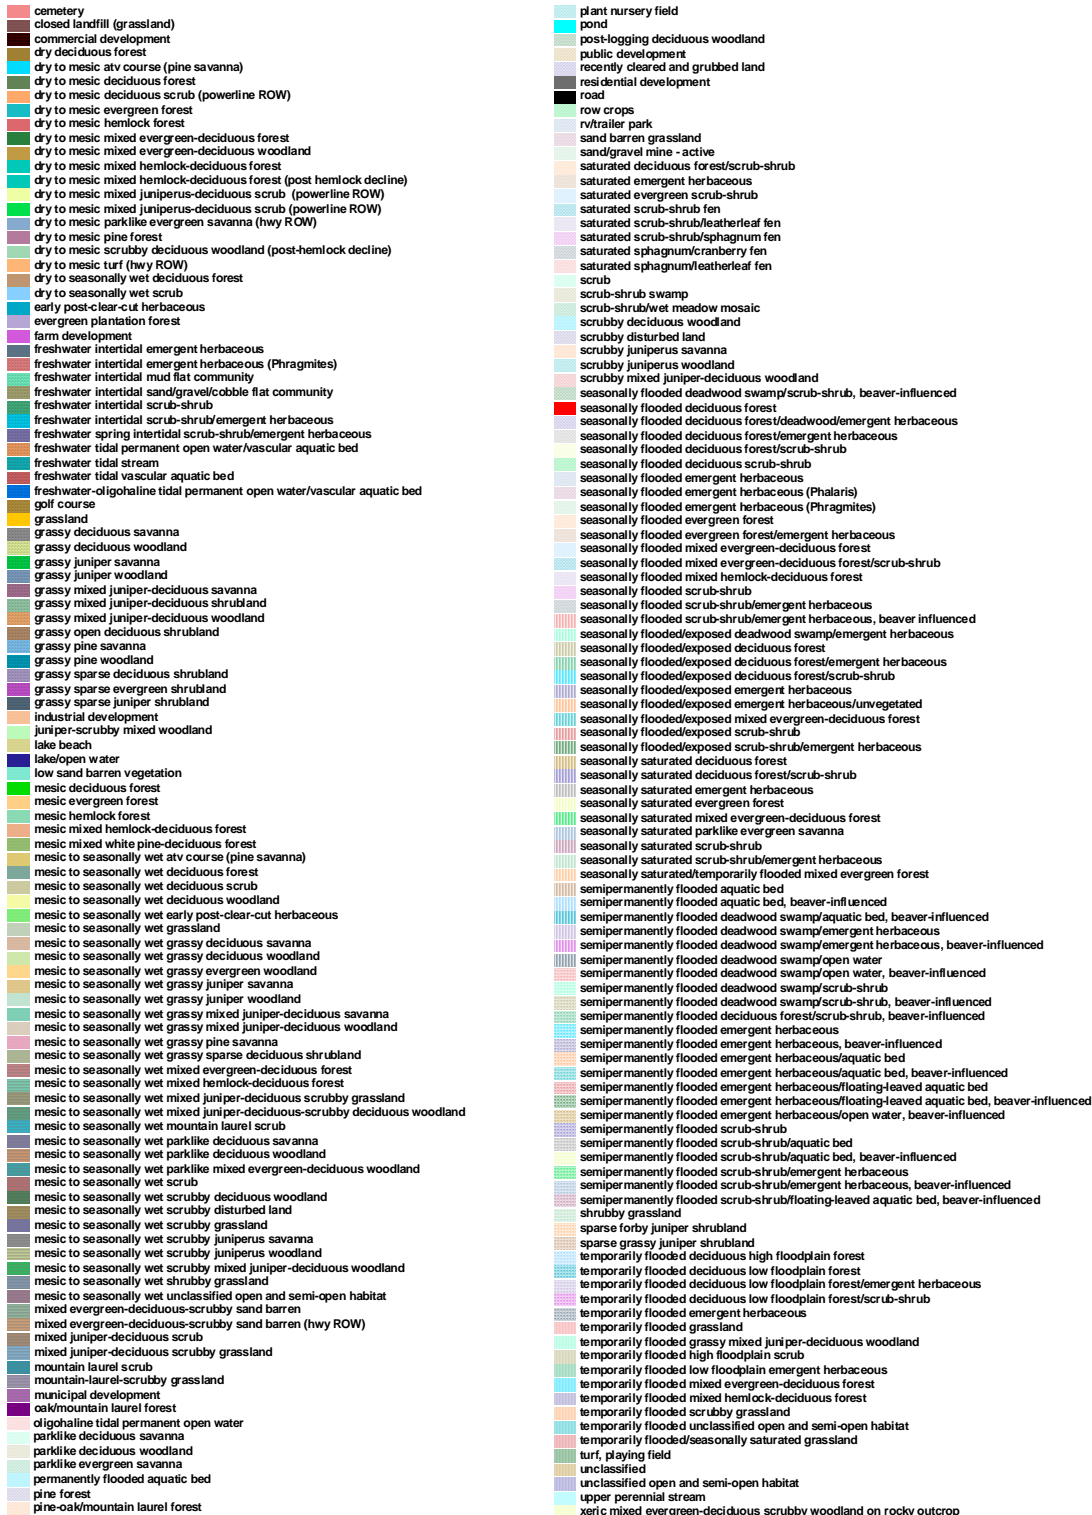 cemetery
closed landfill (grassland)
commercial development
dry deciduous forest
dry to mesic atv course (pine savanna)
dry to mesic deciduous forest
dry to mesic deciduous scrub (powerline ROW)
dry to mesic evergreen forest
dry to mesic hemlock forest
dry to mesic mixed evergreen-deciduous forest
dry to mesic mixed evergreen-deciduous woodland
dry to mesic mixed hemlock-deciduous forest
dry to mesic mixed hemlock-deciduous forest (post hemlock decline)
dry to mesic mixed juniperus-deciduous scrub (powerline ROW)
dry to mesic mixed juniperus-deciduous scrub (powerline ROW)
dry to mesic parklike evergreen savanna (hwy ROW)
dry to mesic pine forest
dry to mesic scrubby deciduous woodland (post-hemlock decline)
dry to mesic turf (hwy ROW)
dry to seasonally wet deciduous forest
dry to seasonally wet scrub
early post-clear-cut herbaceous
evergreen plantation forest
farm development
freshwater intertidal emergent herbaceous
freshwater intertidal emergent herbaceous (Phragmites)
freshwater intertidal mud flat community
freshwater intertidal sand/gravel/cobble flat community
freshwater intertidal scrub-shrub
freshwater intertidal scrub-shrub/emergent herbaceous
freshwater spring intertidal scrub-shrub/emergent herbaceous
freshwater tidal permanent open water/vascular aquatic bed
freshwater tidal stream
freshwater tidal vascular aquatic bed
freshwater-oligohaline tidal permanent open water/vascular aquatic bed
golf course
grassland
grassy deciduous savanna
grassy deciduous woodland
grassy juniper savanna
grassy juniper woodland
grassy mixed juniper-deciduous savanna
grassy mixed juniper-deciduous shrubland
grassy mixed juniper-deciduous woodland
grassy open deciduous shrubland
grassy pine savanna
grassy pine woodland
grassy sparse deciduous shrubland
grassy sparse evergreen shrubland
grassy sparse juniper shrubland
industrial development
juniper-scrubby mixed woodland
lake beach
lake/open water
low sand barren vegetation
mesic deciduous forest
mesic evergreen forest
mesic hemlock forest
mesic mixed hemlock-deciduous forest
mesic mixed white pine-deciduous forest
mesic to seasonally wet atv course (pine savanna)
mesic to seasonally wet deciduous forest
mesic to seasonally wet deciduous scrub
mesic to seasonally wet deciduous woodland
mesic to seasonally wet early post-clear-cut herbaceous
mesic to seasonally wet grassland
mesic to seasonally wet grassy deciduous savanna
mesic to seasonally wet grassy deciduous woodland
mesic to seasonally wet grassy evergreen woodland
mesic to seasonally wet grassy juniper savanna
mesic to seasonally wet grassy juniper woodland
mesic to seasonally wet grassy mixed juniper-deciduous savanna
mesic to seasonally wet grassy mixed juniper-deciduous woodland
mesic to seasonally wet grassy pine savanna
mesic to seasonally wet grassy sparse deciduous shrubland
mesic to seasonally wet mixed evergreen-deciduous forest
mesic to seasonally wet mixed hemlock-deciduous forest
mesic to seasonally wet mixed juniper-deciduous scrubby grassland
mesic to seasonally wet mixed juniper-deciduous-scrubby deciduous woodland
mesic to seasonally wet mountain laurel scrub
mesic to seasonally wet parklike deciduous savanna
mesic to seasonally wet parklike deciduous woodland
mesic to seasonally wet parklike mixed evergreen-deciduous woodland
mesic to seasonally wet scrub
mesic to seasonally wet scrubby deciduous woodland
mesic to seasonally wet scrubby disturbed land
mesic to seasonally wet scrubby grassland
mesic to seasonally wet scrubby juniperus savanna
mesic to seasonally wet scrubby juniperus woodland
mesic to seasonally wet scrubby mixed juniper-deciduous woodland
mesic to seasonally wet shrubby grassland
mesic to seasonally wet unclassified open and semi-open habitat
mixed evergreen-deciduous-scrubby sand barren
mixed evergreen-deciduous-scrubby sand barren (hwy ROW)
mixed juniper-deciduous scrub
mixed juniper-deciduous scrubby grassland
mountain laurel scrub
mountain-laurel-scrubby grassland
municipal development
oak/mountain laurel forest
oligohaline tidal permanent open water
parklike deciduous savanna
parklike deciduous woodland
parklike evergreen savanna
permanently flooded aquatic bed
pine forest
pine-oak/mountain laurel forest
plant nursery field
pond
post-logging deciduous woodland
public development
recently cleared and grubbed land
residential development
road
row crops
rv/trailer park
sand barren grassland
sand/gravel mine - active
saturated deciduous forest/scrub-shrub
saturated emergent herbaceous
saturated evergreen scrub-shrub
saturated scrub-shrub fen
saturated scrub-shrub/leatherleaf fen
saturated scrub-shrub/sphagnum fen
saturated sphagnum/cranberry fen
saturated sphagnum/leatherleaf fen
scrub
scrub-shrub swamp
scrub-shrub/wet meadow mosaic
scrubby deciduous woodland
scrubby disturbed land
scrubby juniperus savanna
scrubby juniperus woodland
scrubby mixed juniper-deciduous woodland
seasonally flooded deadwood swamp/scrub-shrub, beaver-influenced
seasonally flooded deciduous forest
seasonally flooded deciduous forest/deadwood/emergent herbaceous
seasonally flooded deciduous forest/emergent herbaceous
seasonally flooded deciduous forest/scrub-shrub
seasonally flooded deciduous scrub-shrub
seasonally flooded emergent herbaceous
seasonally flooded emergent herbaceous (Phalaris)
seasonally flooded emergent herbaceous (Phragmites)
seasonally flooded evergreen forest
seasonally flooded evergreen forest/emergent herbaceous
seasonally flooded mixed evergreen-deciduous forest
seasonally flooded mixed evergreen-deciduous forest/scrub-shrub
seasonally flooded mixed hemlock-deciduous forest
seasonally flooded scrub-shrub
seasonally flooded scrub-shrub/emergent herbaceous
seasonally flooded scrub-shrub/emergent herbaceous, beaver influenced
seasonally flooded/exposed deadwood swamp/emergent herbaceous
seasonally flooded/exposed deciduous forest
seasonally flooded/exposed deciduous forest/emergent herbaceous
seasonally flooded/exposed deciduous forest/scrub-shrub
seasonally flooded/exposed emergent herbaceous
seasonally flooded/exposed emergent herbaceous/unvegetated
seasonally flooded/exposed mixed evergreen-deciduous forest
seasonally flooded/exposed scrub-shrub
seasonally flooded/exposed scrub-shrub/emergent herbaceous
seasonally saturated deciduous forest
seasonally saturated deciduous forest/scrub-shrub
seasonally saturated emergent herbaceous
seasonally saturated evergreen forest
seasonally saturated mixed evergreen-deciduous forest
seasonally saturated parklike evergreen savanna
seasonally saturated scrub-shrub
seasonally saturated scrub-shrub/emergent herbaceous
seasonally saturated/temporarily flooded mixed evergreen forest
semipermanently flooded aquatic bed
semipermanently flooded aquatic bed, beaver-influenced
semipermanently flooded deadwood swamp/aquatic bed, beaver-influenced
semipermanently flooded deadwood swamp/emergent herbaceous
semipermanently flooded deadwood swamp/emergent herbaceous, beaver-influenced
semipermanently flooded deadwood swamp/open water
semipermanently flooded deadwood swamp/open water, beaver-influenced
semipermanently flooded deadwood swamp/scrub-shrub
semipermanently flooded deadwood swamp/scrub-shrub, beaver-influenced
semipermanently flooded deciduous forest/scrub-shrub, beaver-influenced
semipermanently flooded emergent herbaceous
semipermanently flooded emergent herbaceous, beaver-influenced
semipermanently flooded emergent herbaceous/aquatic bed
semipermanently flooded emergent herbaceous/aquatic bed, beaver-influenced
semipermanently flooded emergent herbaceous/floating-leaved aquatic bed
semipermanently flooded emergent herbaceous/floating-leaved aquatic bed, beaver-influenced
semipermanently flooded emergent herbaceous/open water, beaver-influenced
semipermanently flooded scrub-shrub
semipermanently flooded scrub-shrub/aquatic bed
semipermanently flooded scrub-shrub/aquatic bed, beaver-influenced
semipermanently flooded scrub-shrub/emergent herbaceous
semipermanently flooded scrub-shrub/emergent herbaceous, beaver-influenced
semipermanently flooded scrub-shrub/floating-leaved aquatic bed, beaver-influenced
shrubby grassland
sparse forby juniper shrubland
sparse grassy juniper shrubland
temporarily flooded deciduous high floodplain forest
temporarily flooded deciduous low floodplain forest
temporarily flooded deciduous low floodplain forest/emergent herbaceous
temporarily flooded deciduous low floodplain forest/scrub-shrub
temporarily flooded emergent herbaceous
temporarily flooded grassland
temporarily flooded grassy mixed juniper-deciduous woodland
temporarily flooded high floodplain scrub
temporarily flooded low floodplain emergent herbaceous
temporarily flooded mixed evergreen-deciduous forest
temporarily flooded mixed hemlock-deciduous forest
temporarily flooded scrubby grassland
temporarily flooded unclassified open and semi-open habitat
temporarily flooded/seasonally saturated grassland
turf, playing field
unclassified
unclassified open and semi-open habitat
upper perennial stream
xeric mixed evergreen-deciduous scrubby woodland on rocky outcrop